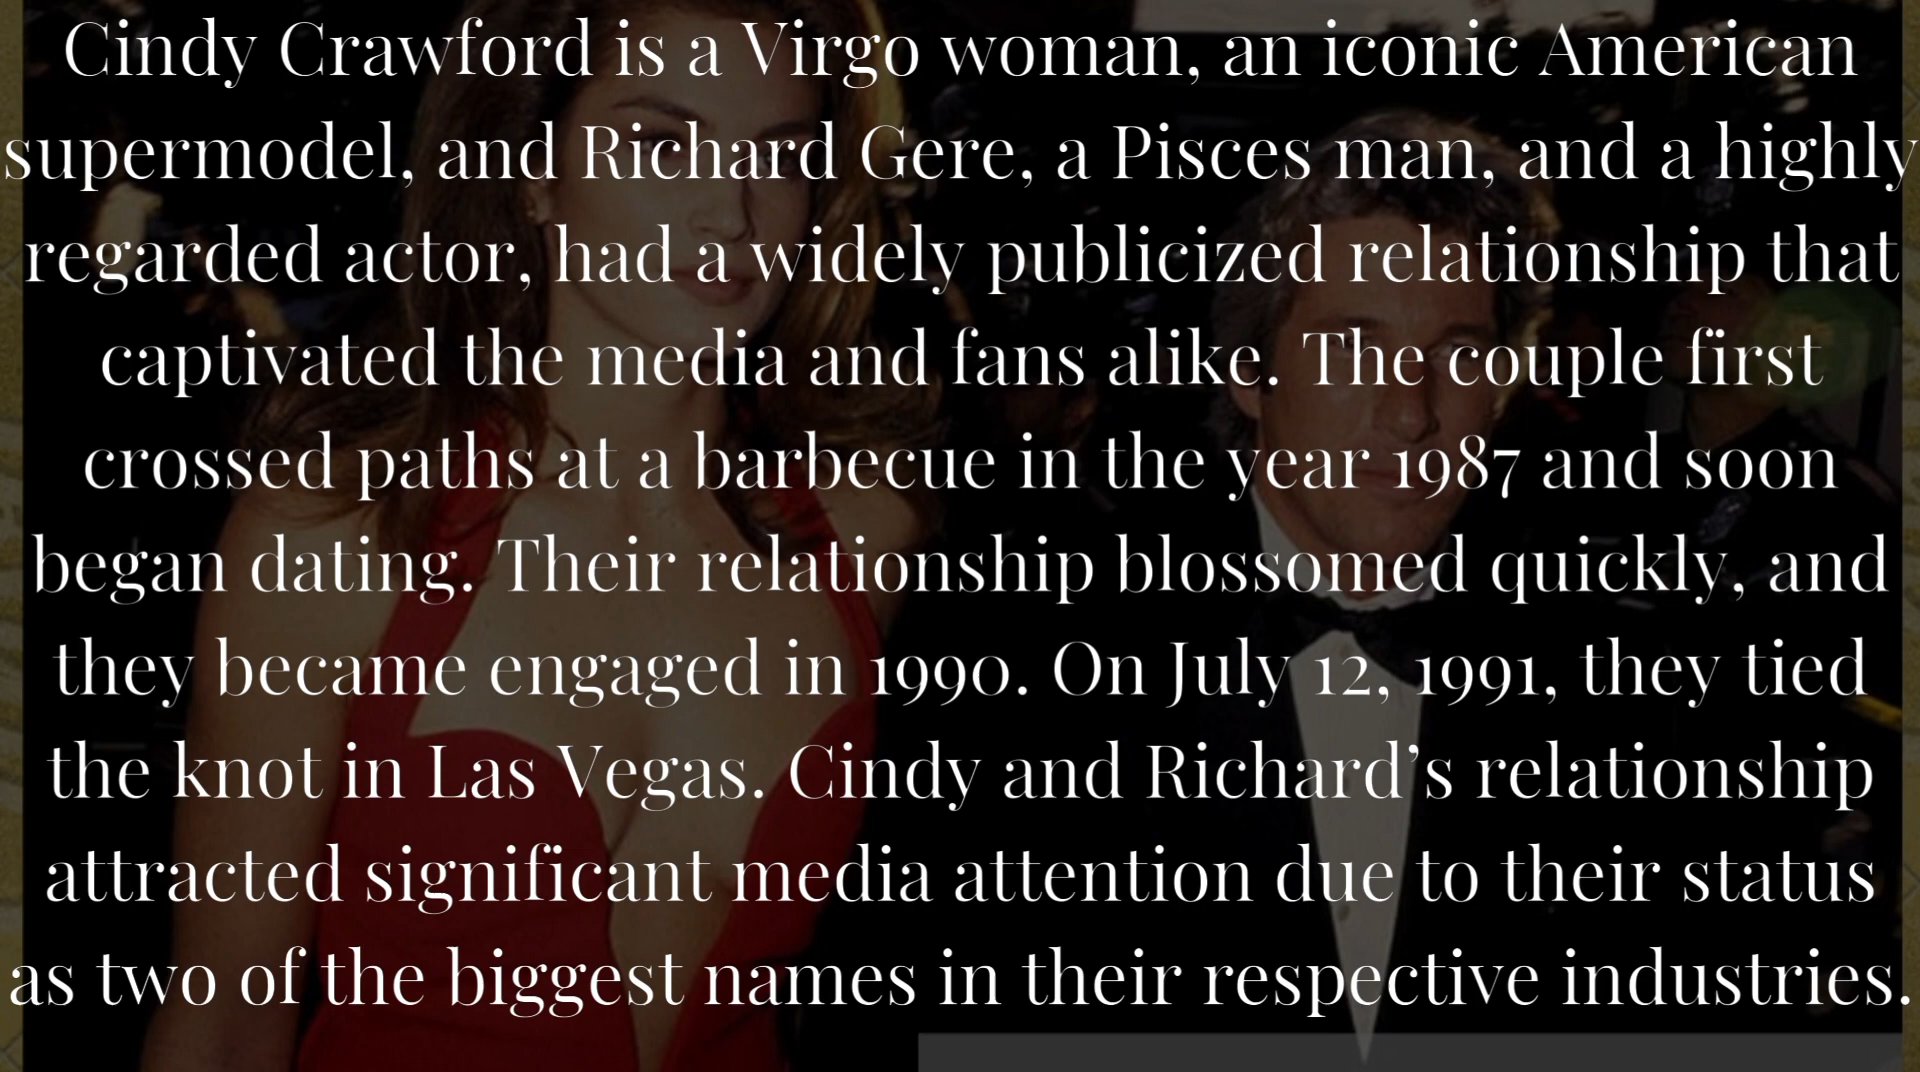 Cindy Crawford is a Virgo woman, an iconic American
supermodel, and Richard Gere, a Pisces man, and a highly
regarded actor, had a widely publicized relationship that
captivated the media and fans alike. The couple first
crossed paths at a barbecue in the year 1987 and soon
began dating. Their relationship blossomed quickly, and
they became engaged in 1990. On July 12, 1991, they tied
the knot in Las Vegas. Cindy and Richard’s relationship
attracted significant media attention due to their status
as two of the biggest names in their respective industries.